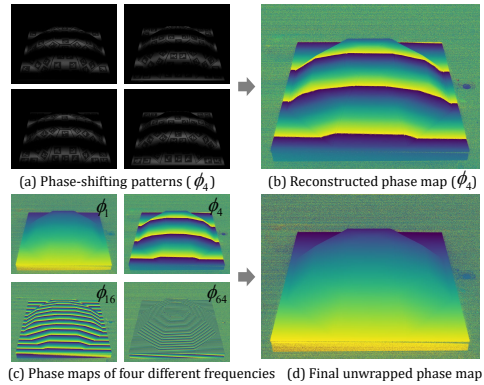 (a) Phase-shifting patterns (ϕ4)
(b) Reconstructed phase map (ϕ4)
ϕ1
ϕ4
ϕ16
ϕ64
(c) Phase maps of four different frequencies
(d) Final unwrapped phase map